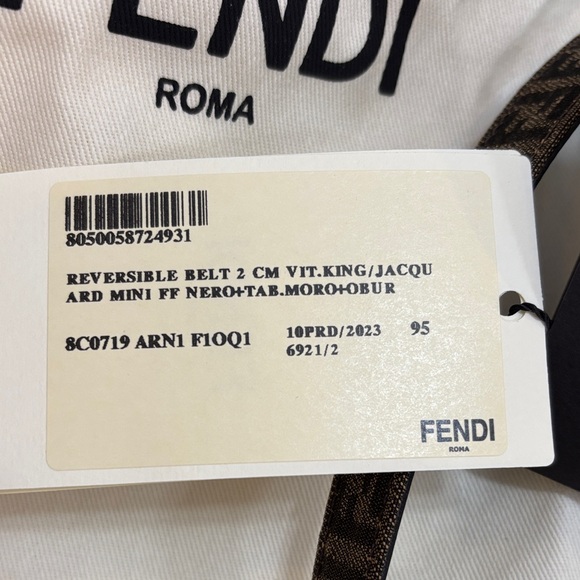 FENDI
ROMA
8050058724931
REVERSIBLE BELT 2 CM VIT.KING/JACQU
ARD MINI FF NERO+TAB.MORO+OBUR
8C0719 ARN1 F1OQ1 10PRD/2023 95
6921/2
FENDI
ROMA